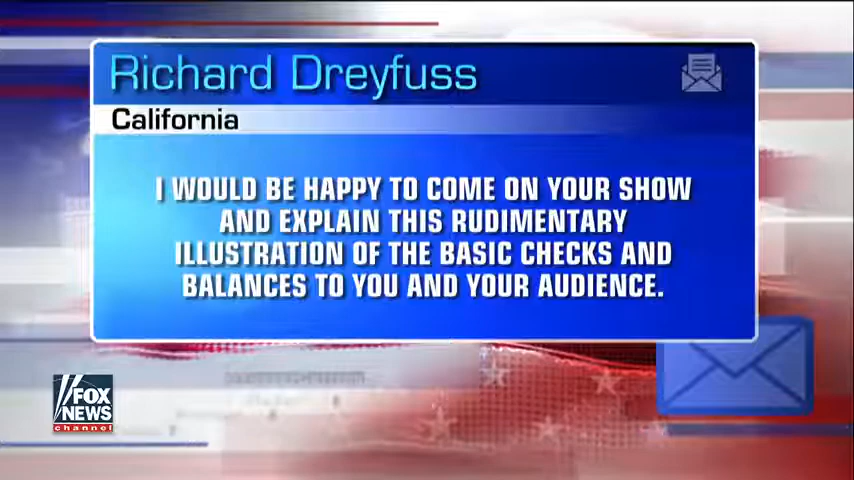 Richard Dreyfuss
California
I WOULD BE HAPPY TO COME ON YOUR SHOW
AND EXPLAIN THIS RUDIMENTARY
ILLUSTRATION OF THE BASIC CHECKS AND
BALANCES TO YOU AND YOUR AUDIENCE.
FOX
NEWS
channel